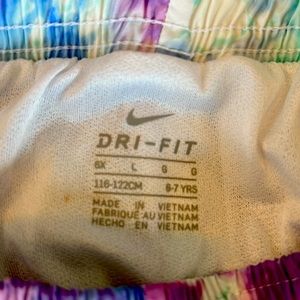 DRI-FIT
6X L G G
116-122CM 6-7 YRS
MADE IN VIETNAM
FABRIQUÉ AU VIETNAM
HECHO EN VIETNAM